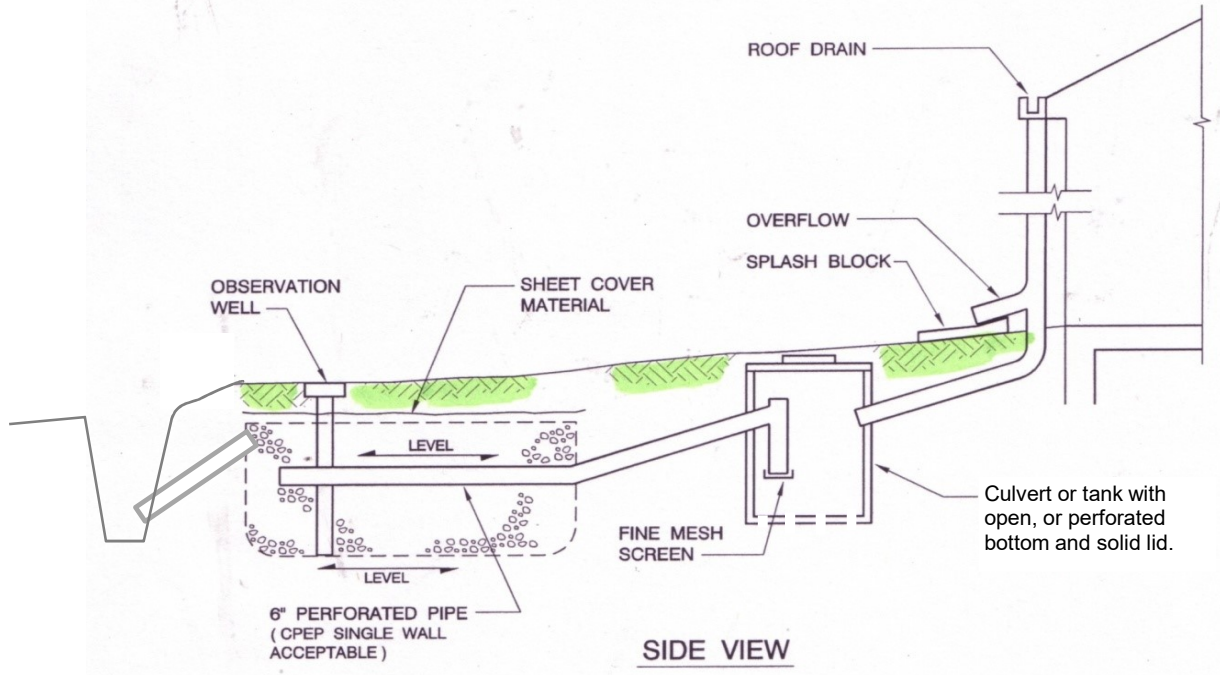 ROOF DRAIN
OVERFLOW
SPLASH BLOCK
OBSERVATION
WELL
SHEET COVER
MATERIAL
LEVEL
LEVEL
FINE MESH
SCREEN
Culvert or tank with
open, or perforated
bottom and solid lid.
6" PERFORATED PIPE
( CPEP SINGLE WALL
ACCEPTABLE )
SIDE VIEW